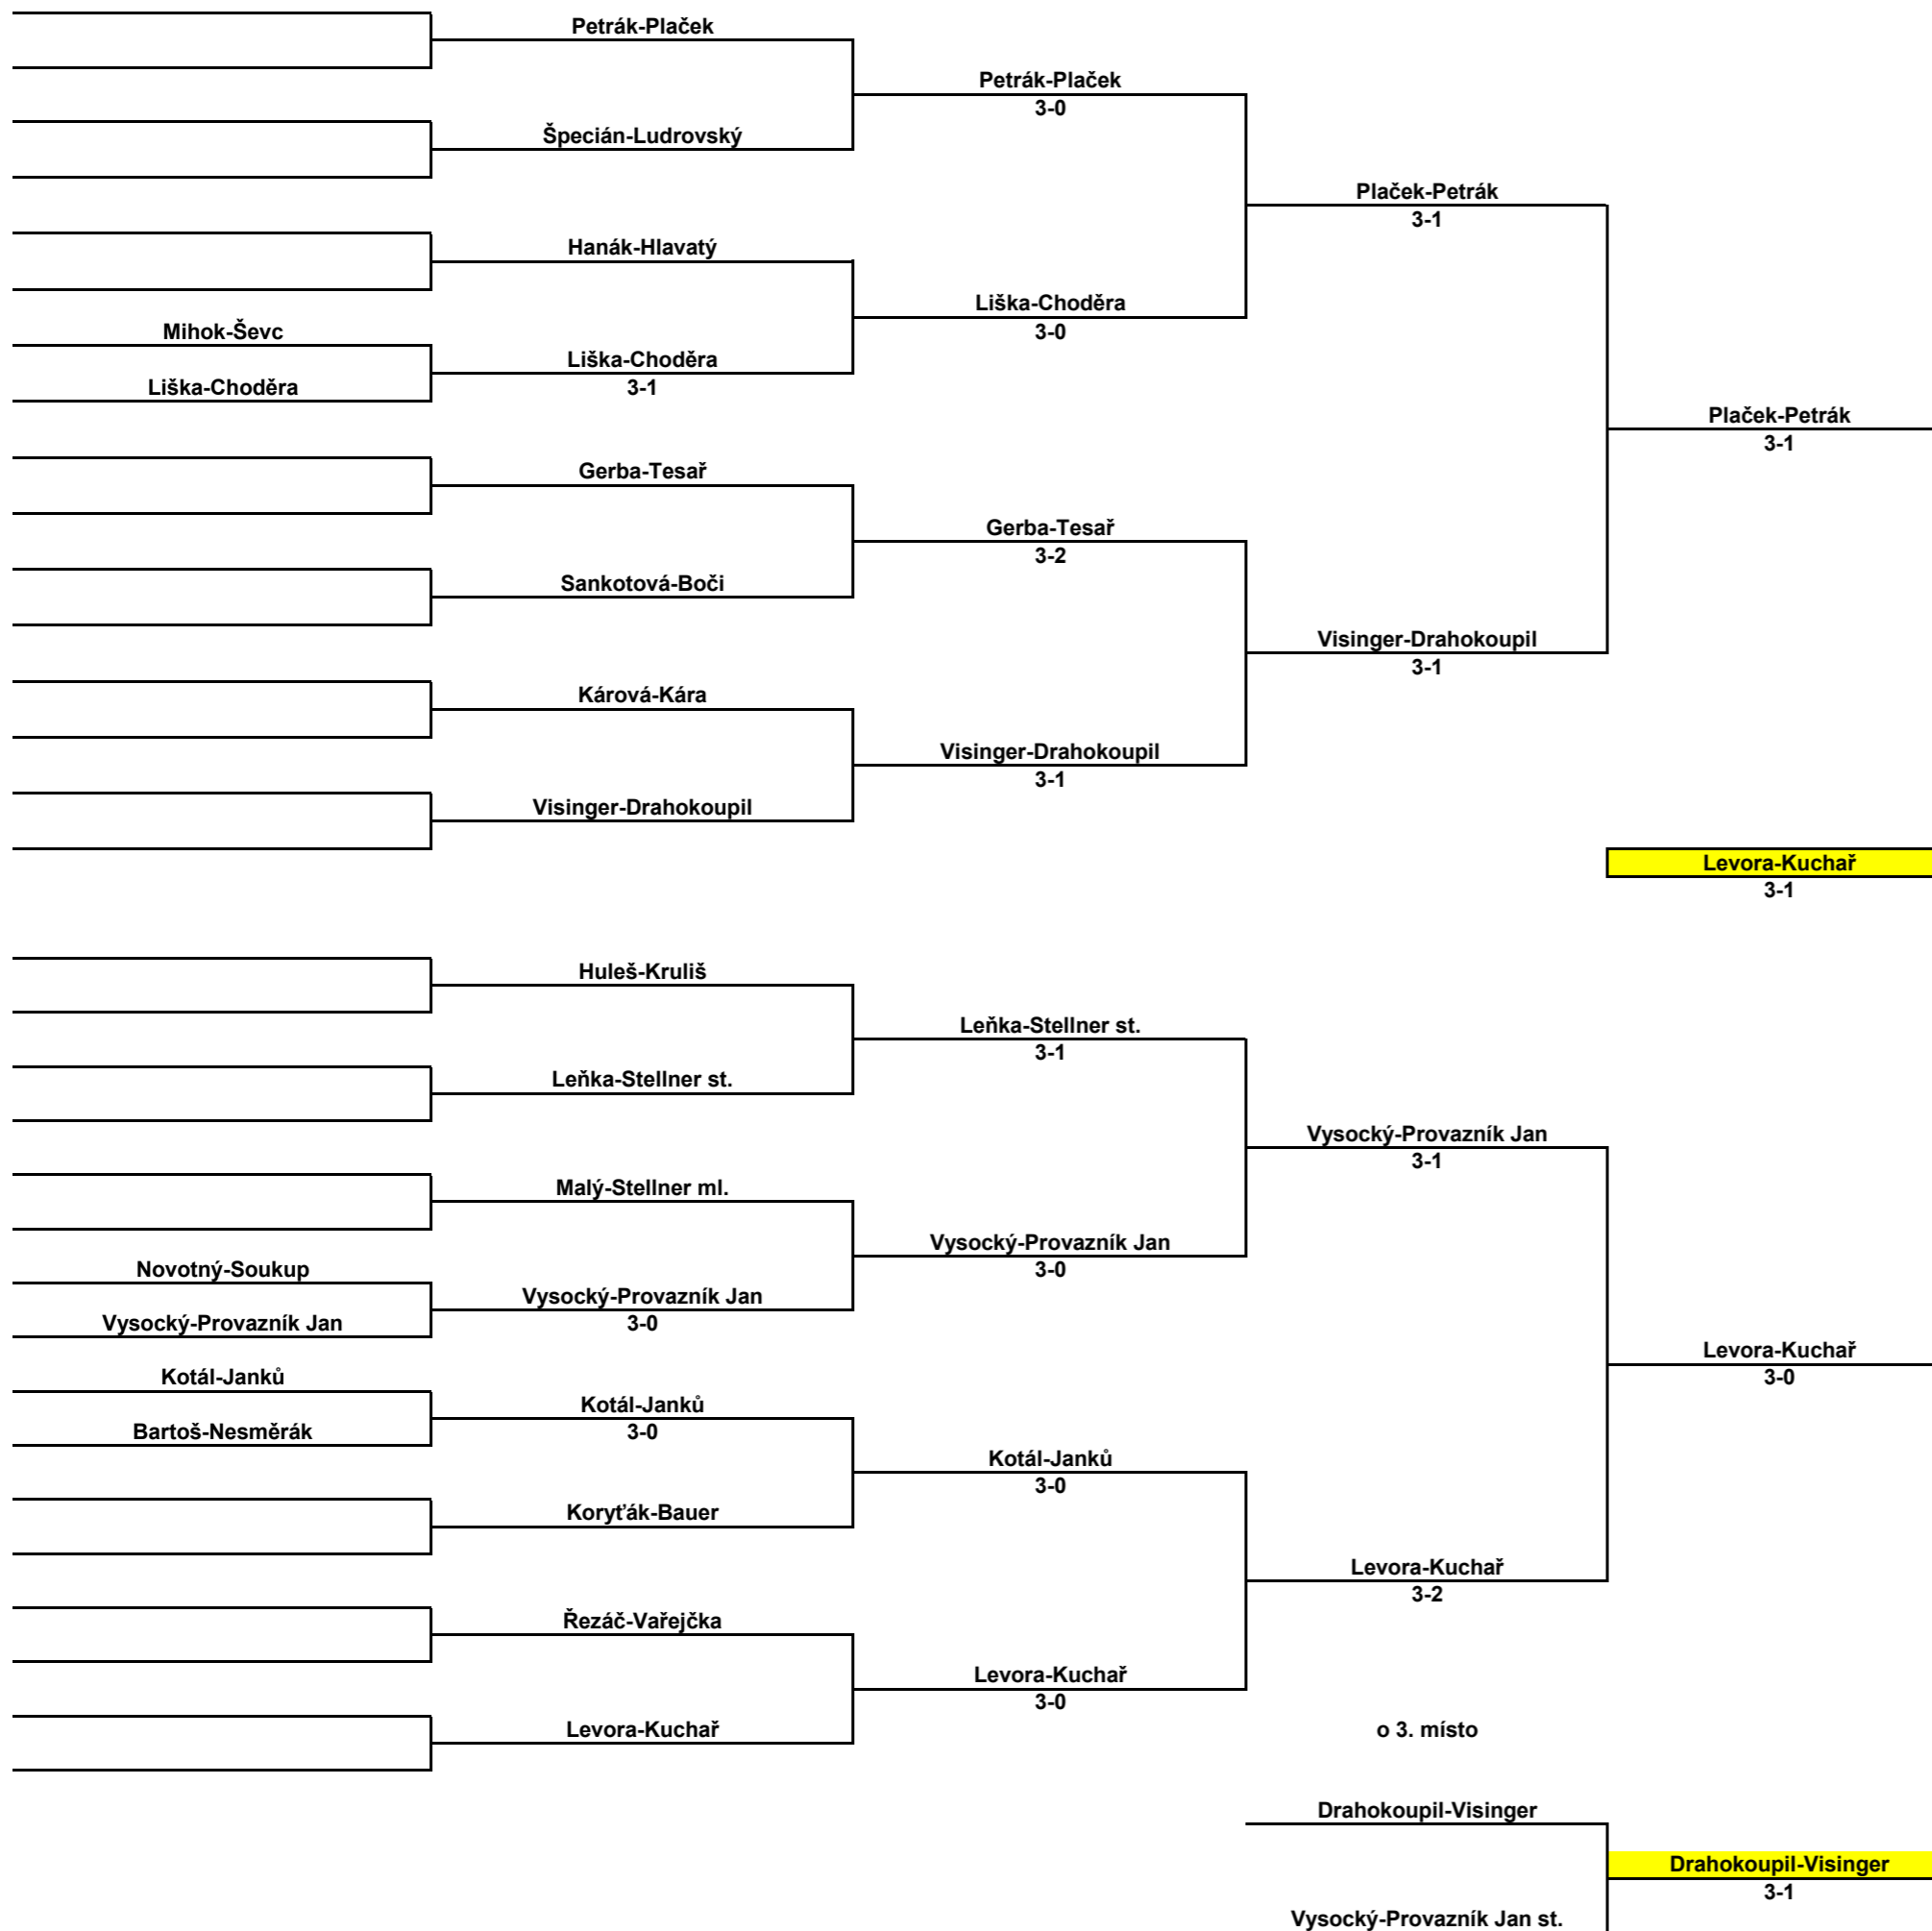 Petrák-Plaček
Petrák-Plaček
3-0
Špecián-Ludrovský
Plaček-Petrák
3-1
Hanák-Hlavatý
Liška-Choděra
3-0
Mihok-Ševc
Liška-Choděra
3-1
Liška-Choděra
Plaček-Petrák
3-1
Gerba-Tesař
Gerba-Tesař
3-2
Sankotová-Boči
Visinger-Drahokoupil
3-1
Kárová-Kára
Visinger-Drahokoupil
3-1
Visinger-Drahokoupil
Levora-Kuchař
3-1
Huleš-Kruliš
Leňka-Stellner st.
3-1
Leňka-Stellner st.
Vysocký-Provazník Jan
3-1
Malý-Stellner ml.
Vysocký-Provazník Jan
3-0
Novotný-Soukup
Vysocký-Provazník Jan
3-0
Vysocký-Provazník Jan
Levora-Kuchař
3-0
Kotál-Janků
Kotál-Janků
3-0
Bartoš-Nesměrák
Kotál-Janků
3-0
Koryťák-Bauer
Levora-Kuchař
3-2
Řezáč-Vařejčka
Levora-Kuchař
3-0
Levora-Kuchař
o 3. místo
Drahokoupil-Visinger
Drahokoupil-Visinger
3-1
Vysocký-Provazník Jan st.